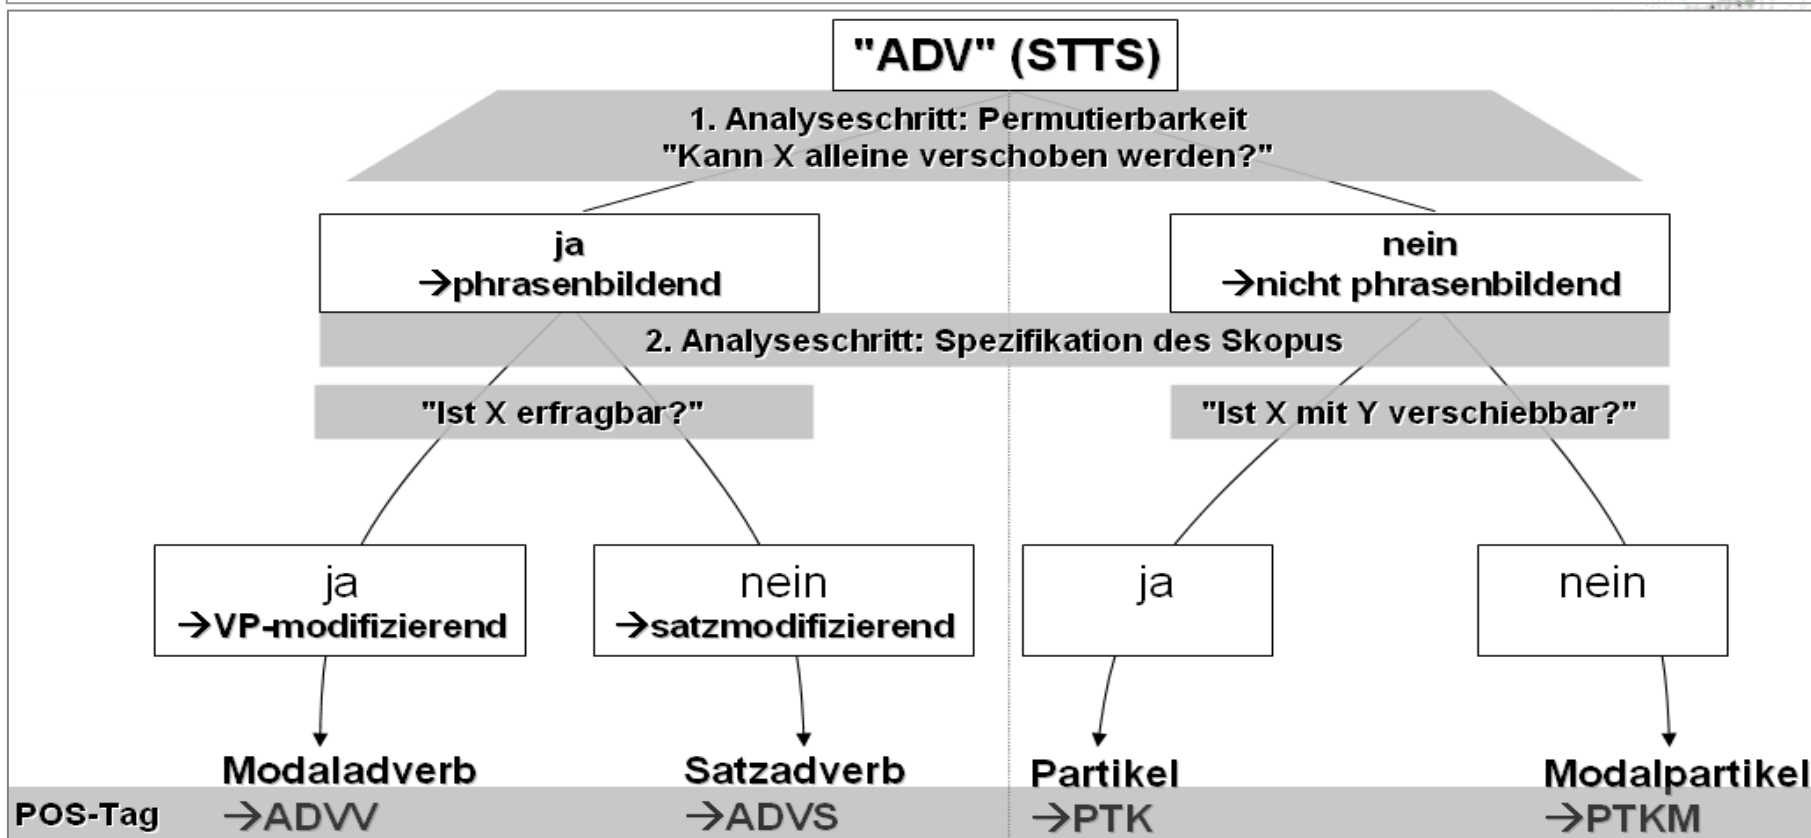 "ADV" (STTS)
1. Analyseschritt: Permutierbarkeit
"Kann X alleine verschoben werden?"
ja
→phrasenbildend
nein
→nicht phrasenbildend
2. Analyseschritt: Spezifikation des Skopus
"Ist X erfragbar?"
"Ist X mit Y verschiebbar?"
ja
→VP-modifizierend
nein
→satzmodifizierend
ja
nein
Modaladverb
Satzadverb
Partikel
Modalpartikel
POS-Tag
→ADVV
→ADVS
→PTK
→PTKM